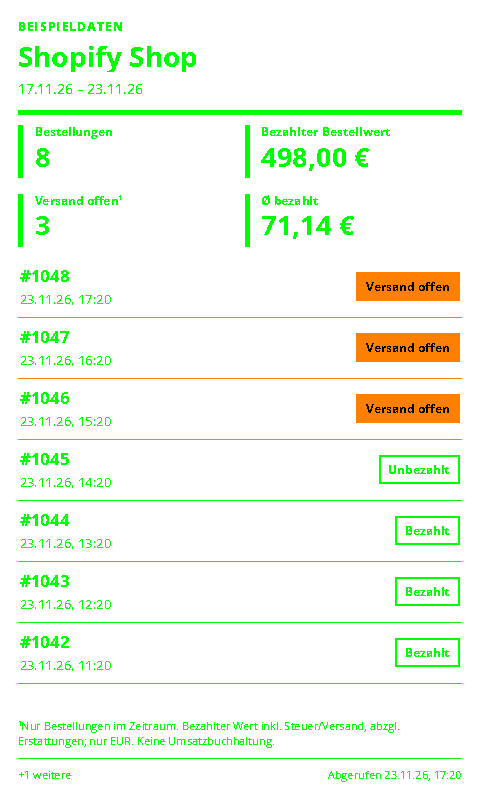 BEISPIELDATEN
Shopify Shop
17.11.26 – 23.11.26
Bestellungen
8
Bezahlter Bestellwert
498,00 €
Versand offen¹
3
Ø bezahlt
71,14 €
#1048
23.11.26, 17:20
Versand offen
#1047
23.11.26, 16:20
Versand offen
#1046
23.11.26, 15:20
Versand offen
#1045
23.11.26, 14:20
Unbezahlt
#1044
23.11.26, 13:20
Bezahlt
#1043
23.11.26, 12:20
Bezahlt
#1042
23.11.26, 11:20
Bezahlt
¹Nur Bestellungen im Zeitraum. Bezahlter Wert inkl. Steuer/Versand, abzgl.
Erstattungen; nur EUR. Keine Umsatzbuchhaltung.
+1 weitere
Abgerufen 23.11.26, 17:20